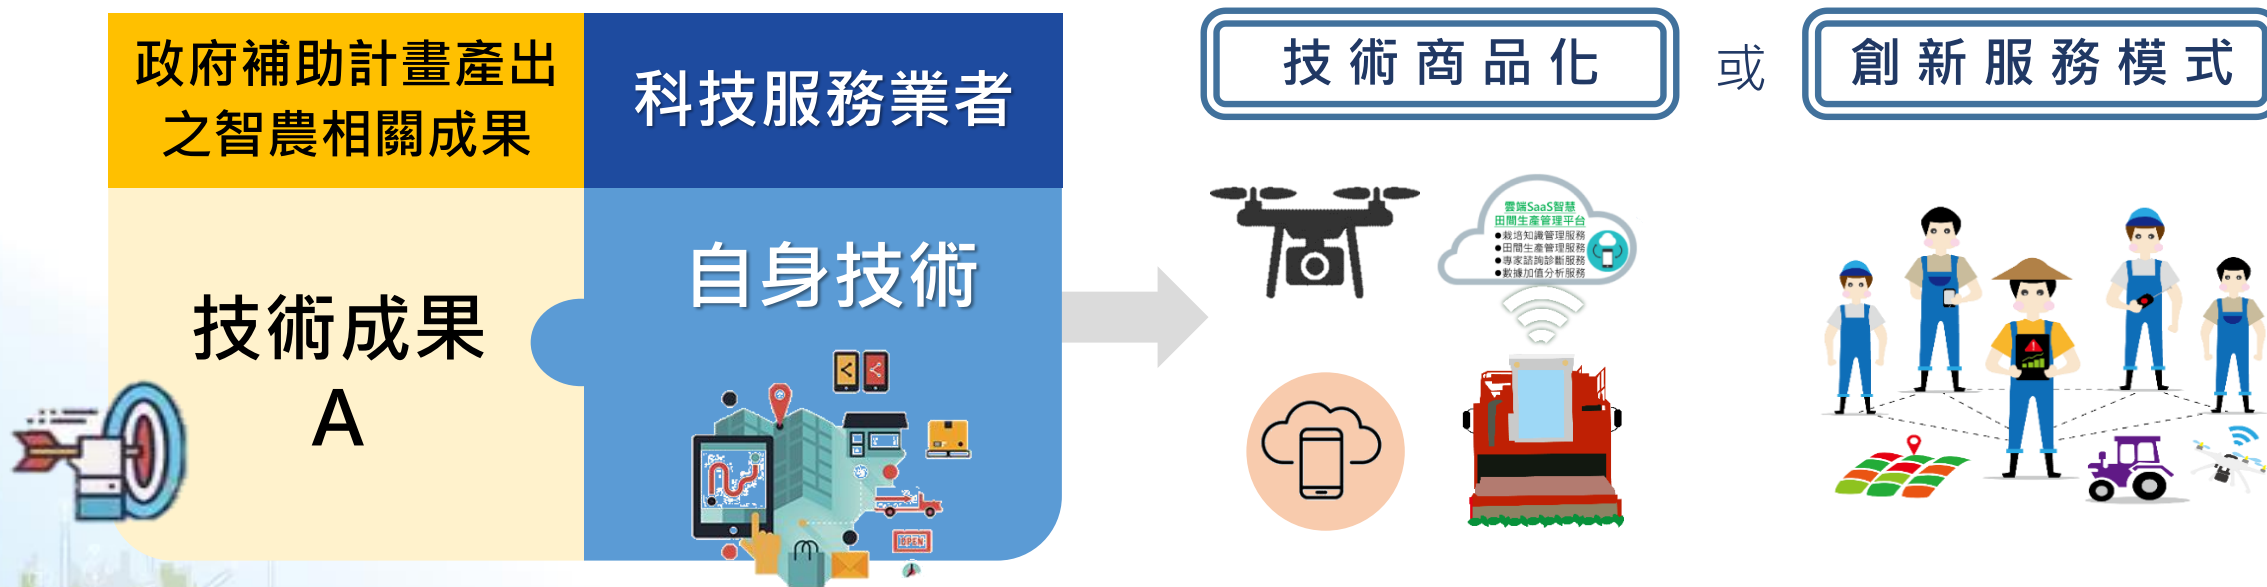 政府補助計畫產出
之智農相關成果
科技服務業者
技術成果
A
自身技術
OPEN
技術商品化
或
創新服務模式
雲端SaaS智慧
田間生產管理平台
●栽培知識管理服務
●田間生產管理服務
●專家諮詢診斷服務
●數據加值分析服務